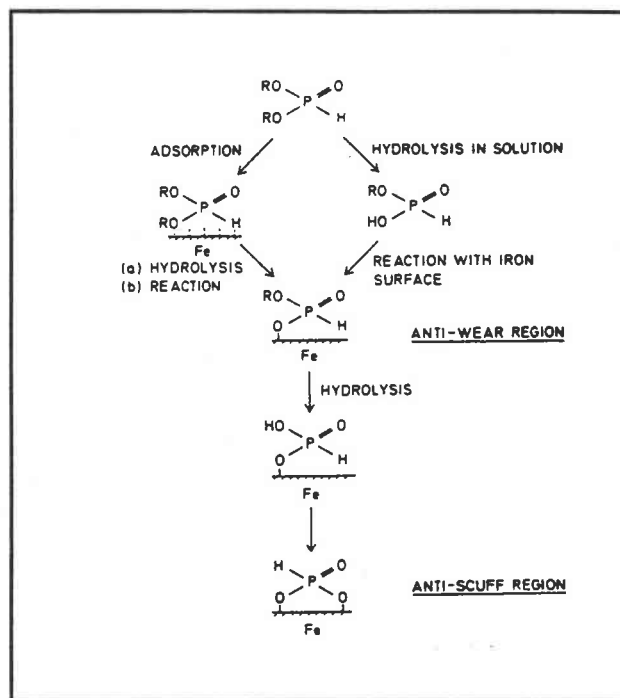 RO O
P
RO H
ADSORPTION HYDROLYSIS IN SOLUTION
RO O RO O
P P
RO H HO H
Fe
(a) HYDROLYSIS REACTION WITH IRON
(b) REACTION SURFACE
RO O
P
O H
ANTI-WEAR REGION
Fe
HYDROLYSIS
HO O
P
O H
Fe
H O
P
O O
ANTI-SCUFF REGION
Fe